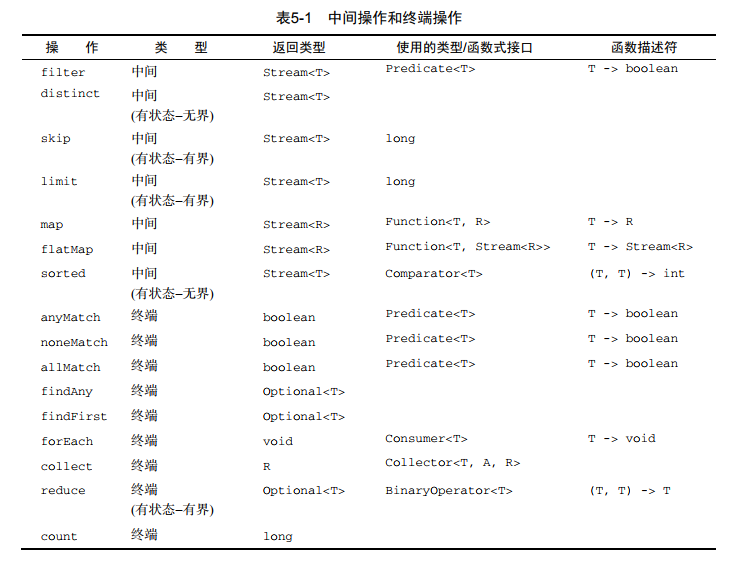 表5-1 中间操作和终端操作
操 作 类 型 返回类型 使用的类型/函数式接口 函数描述符
filter 中间 Stream<T> Predicate<T> T -> boolean
distinct 中间 Stream<T>
(有状态–无界)
skip 中间 Stream<T> long
(有状态–有界)
limit 中间 Stream<T> long
(有状态–有界)
map 中间 Stream<R> Function<T, R> T -> R
flatMap 中间 Stream<R> Function<T, Stream<R>> T -> Stream<R>
sorted 中间 Stream<T> Comparator<T> (T, T) -> int
(有状态–无界)
anyMatch 终端 boolean Predicate<T> T -> boolean
noneMatch 终端 boolean Predicate<T> T -> boolean
allMatch 终端 boolean Predicate<T> T -> boolean
findAny 终端 Optional<T>
findFirst 终端 Optional<T>
forEach 终端 void Consumer<T> T -> void
collect 终端 R Collector<T, A, R>
reduce 终端 Optional<T> BinaryOperator<T> (T, T) -> T
(有状态–有界)
count 终端 long